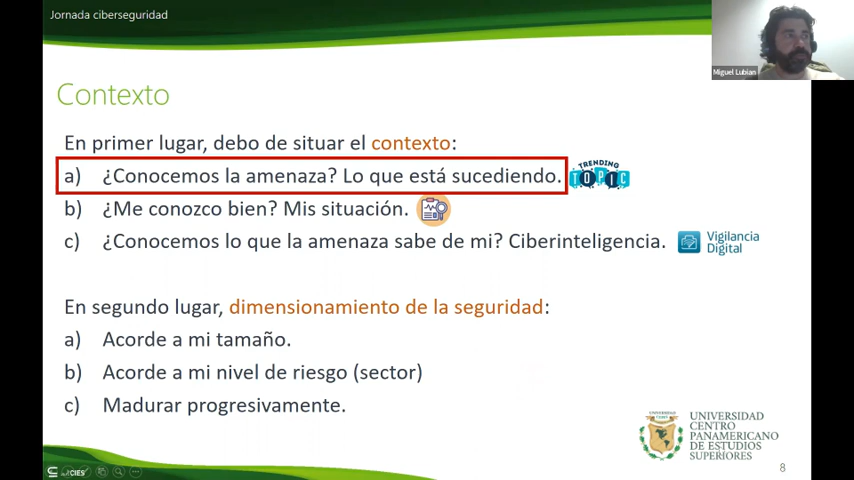 Jornada ciberseguridad
Miguel Lubian
Contexto
En primer lugar, debo de situar el contexto:
a) ¿Conocemos la amenaza? Lo que está sucediendo.
TRENDING
TOPIC
b) ¿Me conozco bien? Mis situación.
c) ¿Conocemos lo que la amenaza sabe de mi? Ciberinteligencia.
Vigilancia
Digital
En segundo lugar, dimensionamiento de la seguridad:
a) Acorde a mi tamaño.
b) Acorde a mi nivel de riesgo (sector)
c) Madurar progresivamente.
UNIVERSIDAD
CENTRO
PANAMERICANO
DE ESTUDIOS
SUPERIORES
8